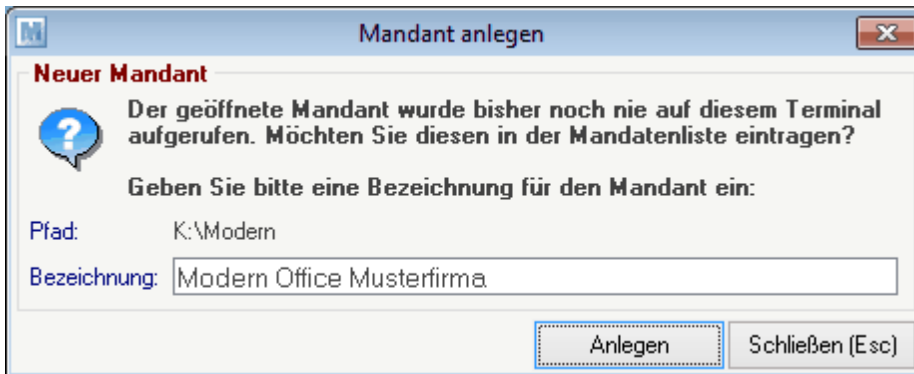 Mandant anlegen
Neuer Mandant
Der geöffnete Mandant wurde bisher noch nie auf diesem Terminal
aufgerufen. Möchten Sie diesen in der Mandatenliste eintragen?
Geben Sie bitte eine Bezeichnung für den Mandant ein:
Pfad: K:\Modern
Bezeichnung: Modern Office Musterfirma
Anlegen Schließen (Esc)